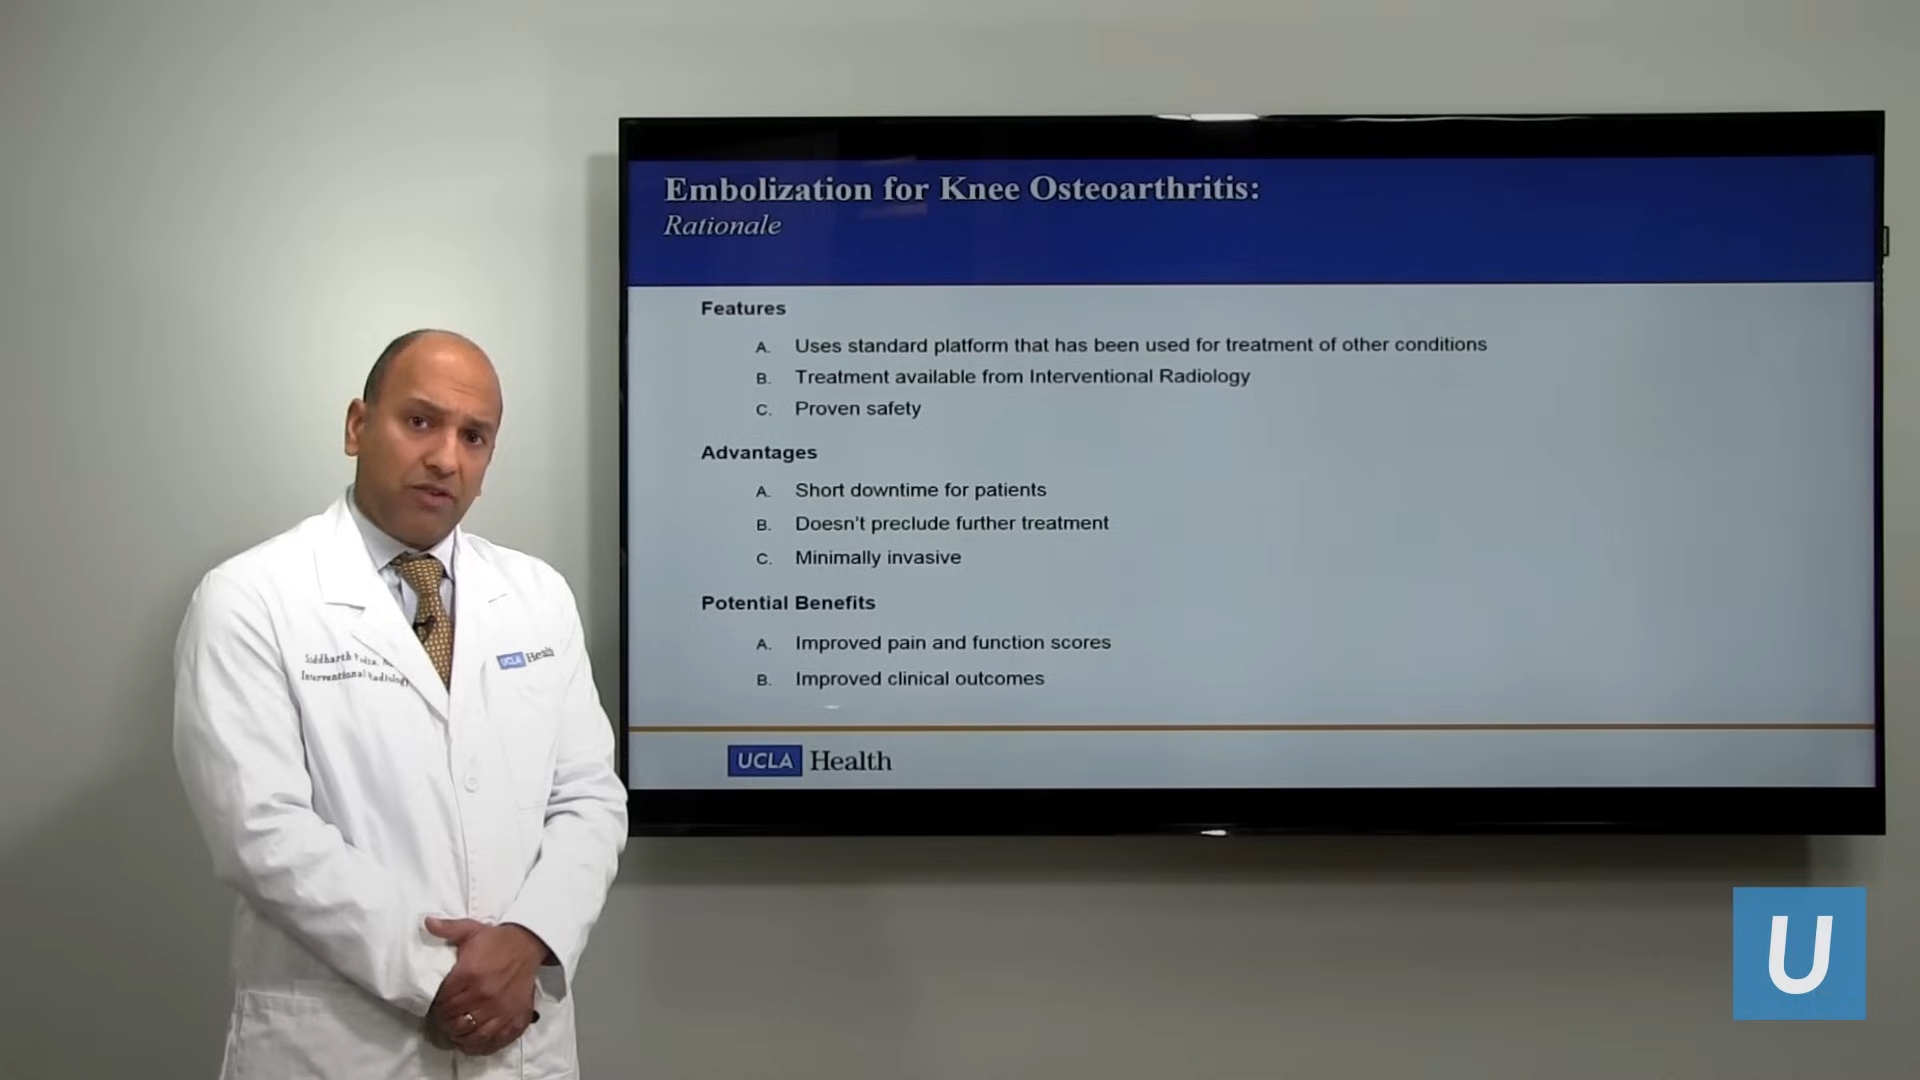 Embolization for Knee Osteoarthritis:
Rationale
Features
A. Uses standard platform that has been used for treatment of other conditions
B. Treatment available from Interventional Radiology
C. Proven safety
Advantages
A. Short downtime for patients
B. Doesn't preclude further treatment
C. Minimally invasive
Potential Benefits
A. Improved pain and function scores
B. Improved clinical outcomes
UCLA Health
Siddharth
Interventional Radiology
UCLA Health
U